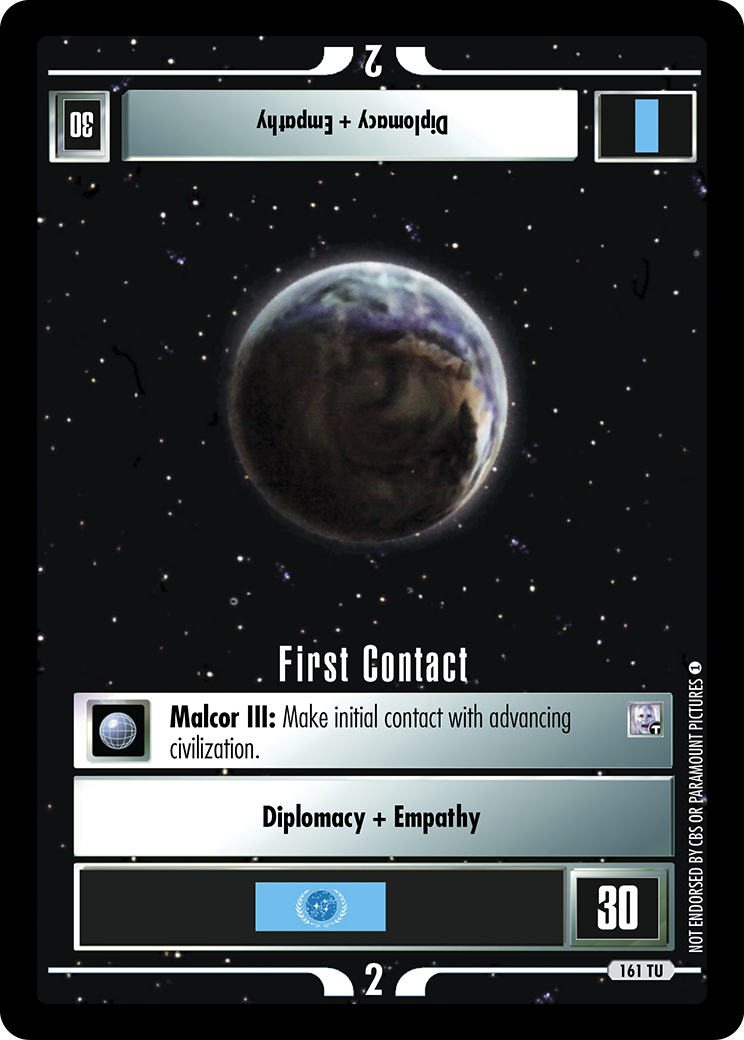 2
30
Diplomacy + Empathy
First Contact
Malcor III: Make initial contact with advancing
civilization.
T
Diplomacy + Empathy
30
NOT ENDORSED BY CBS OR PARAMOUNT PICTURES 1
161 TU
2